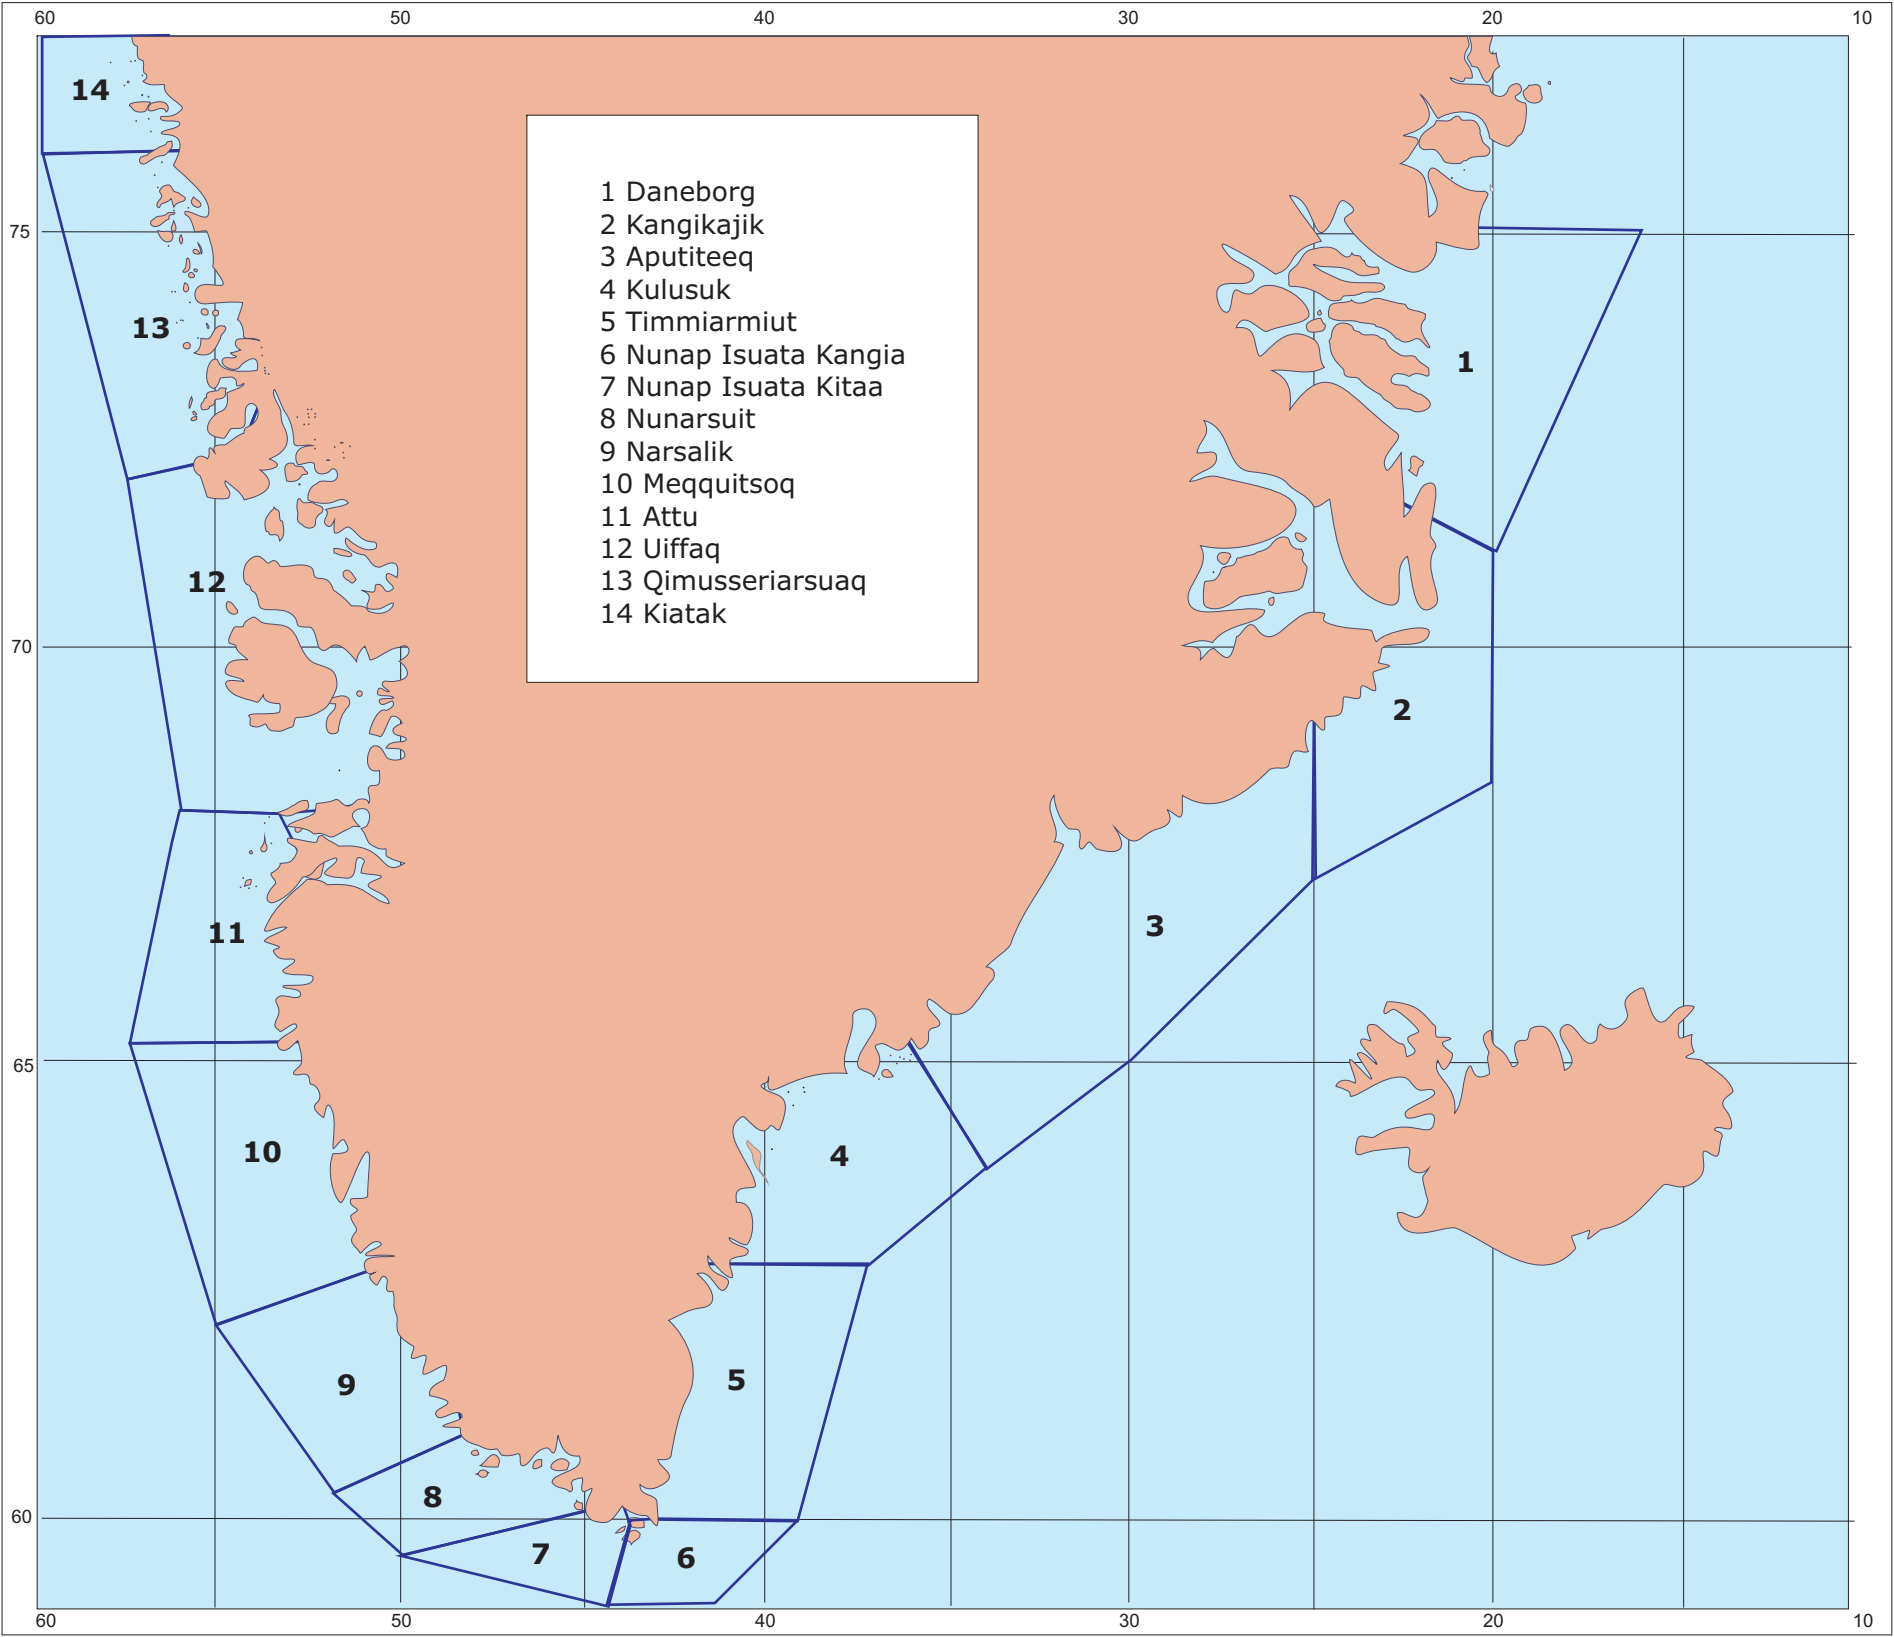 60 50 40 30 20 10
14
1 Daneborg
2 Kangikajik
3 Aputiteeq
4 Kulusuk
5 Timmiarmiut
6 Nunap Isuata Kangia
7 Nunap Isuata Kitaa
8 Nunarsuit
9 Narsalik
10 Meqquitsoq
11 Attu
12 Uiffaq
13 Qimusseriarsuaq
14 Kiatak
75
13
1
12
70
2
3
11
65
10
4
5
9
8
60
7
6
60 50 40 30 20 10